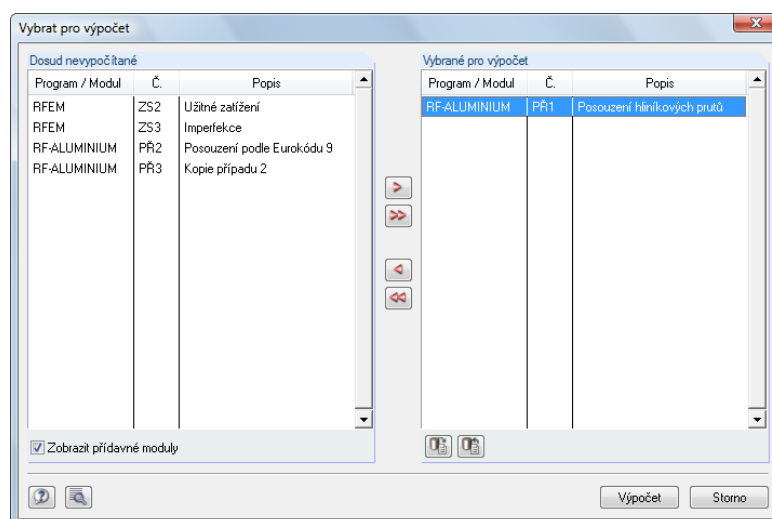 Vybrat pro výpočet
Dosud nevypočítané
Program / Modul Č. Popis
RFEM ZS2 Užitné zatížení
RFEM ZS3 Imperfekce
RF-ALUMINIUM PŘ2 Posouzení podle Eurokódu 9
RF-ALUMINIUM PŘ3 Kopie případu 2
Zobrazit přídavné moduly
Vybrané pro výpočet
Program / Modul Č. Popis
RF-ALUMINIUM PŘ1 Posouzení hliníkových prutů
Výpočet Storno